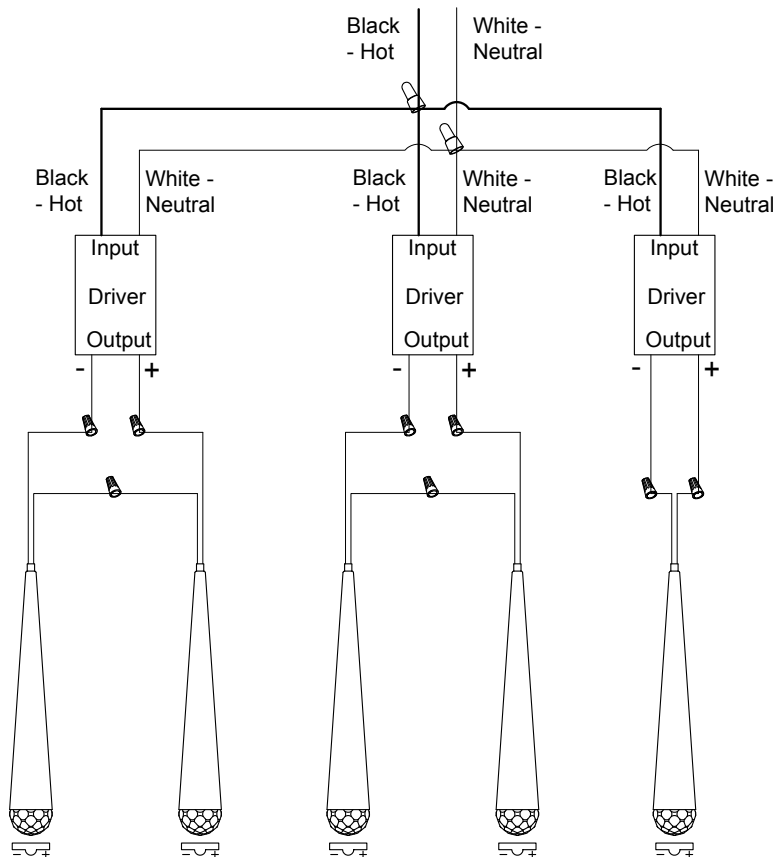 Black
- Hot
White -
Neutral
Black
- Hot
White -
Neutral
Black
- Hot
White -
Neutral
Black
- Hot
White -
Neutral
Input
Driver
Output
Input
Driver
Output
Input
Driver
Output
- +
- +
- +
- +
- +
- +
- +
- +